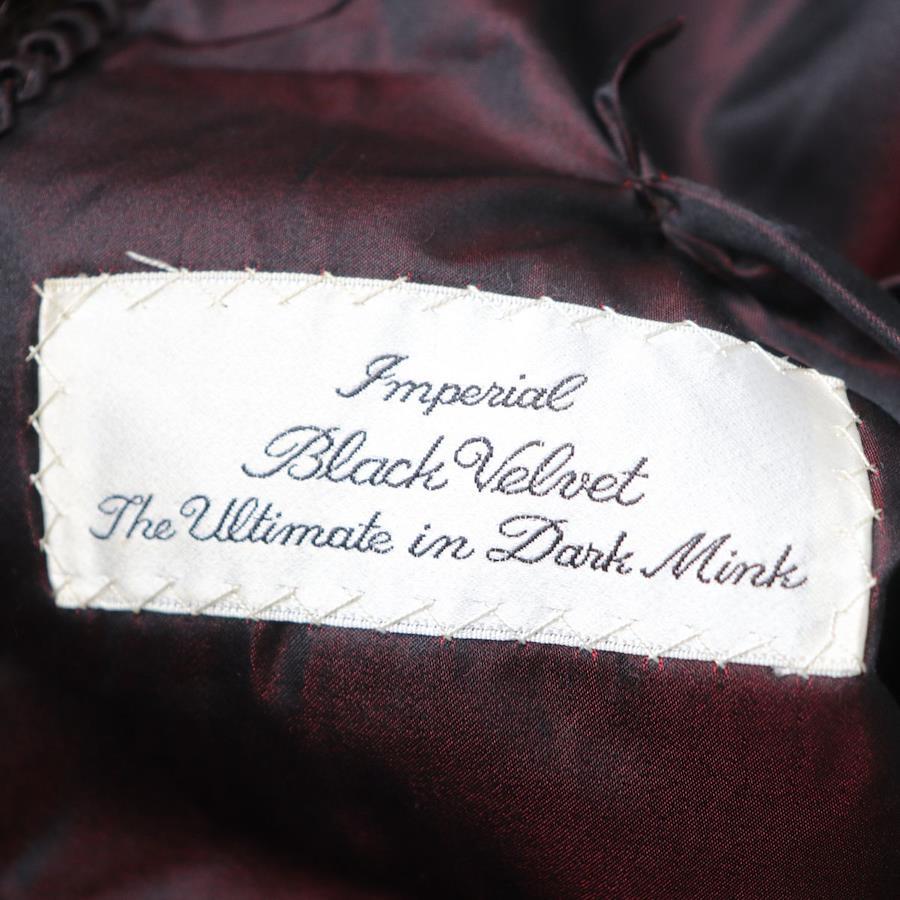 Imperial
Black Velvet
The Ultimate in Dark Mink